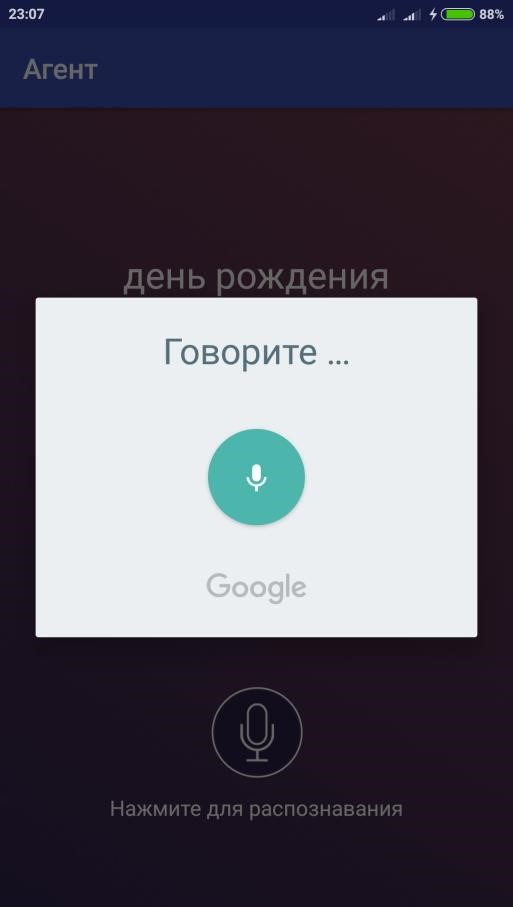 23:07
88%
Агент
день рождения
Говорите ...
Google
Нажмите для распознавания